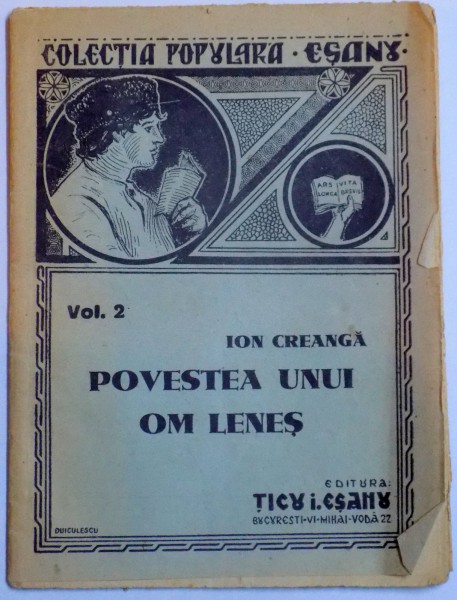 COLECȚIA POPULARA · EȘANU ·
ARS VITA
LONGA BREVIS
Vol. 2
ION CREANGĂ
POVESTEA UNUI
OM LENEȘ
EDITURA:
ȚICU I. EȘANU
BUCUREȘTI·VI·MIHAI-VODĂ 22
DUICULESCU